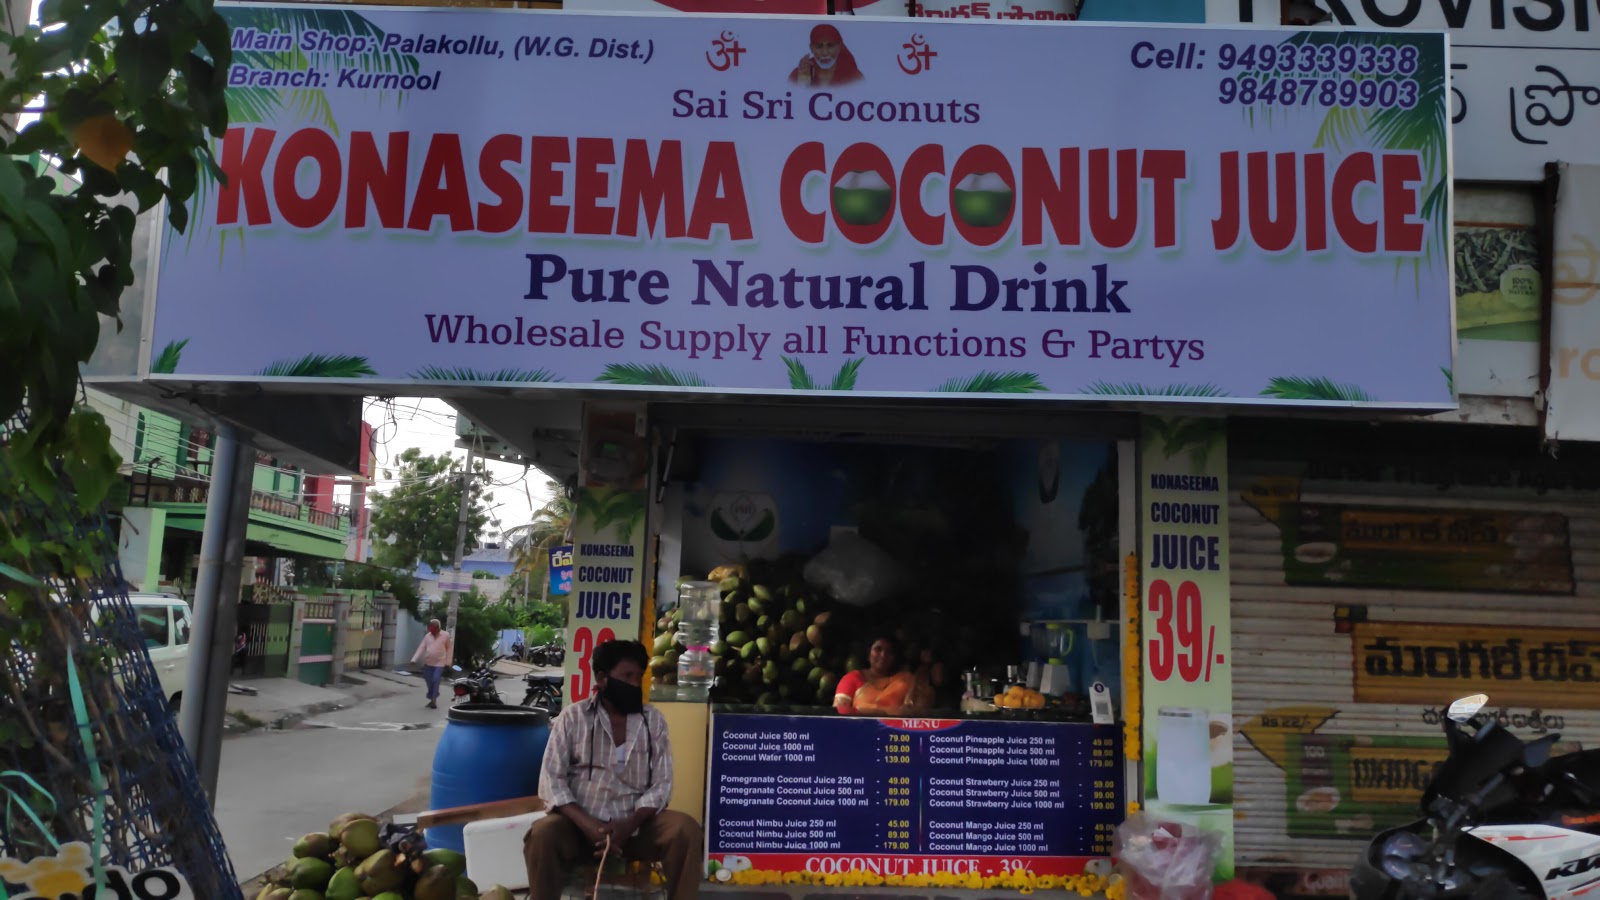 Main Shop: Palakollu, (W.G. Dist.)
Branch: Kurnool
Cell: 9493339338
9848789903
Sai Sri Coconuts
KONASEEMA COCONUT JUICE
Pure Natural Drink
Wholesale Supply all Functions & Partys
KONASEEMA
COCONUT
JUICE
KONASEEMA
COCONUT
JUICE
39/-
MENU
Coconut Juice 500 ml - 79.00
Coconut Juice 1000 ml - 159.00
Coconut Water 1000 ml - 139.00
Pomegranate Coconut Juice 250 ml - 49.00
Pomegranate Coconut Juice 500 ml - 89.00
Pomegranate Coconut Juice 1000 ml - 179.00
Coconut Nimbu Juice 250 ml - 45.00
Coconut Nimbu Juice 500 ml - 89.00
Coconut Nimbu Juice 1000 ml - 179.00
Coconut Pineapple Juice 250 ml - 49.00
Coconut Pineapple Juice 500 ml - 89.00
Coconut Pineapple Juice 1000 ml - 179.00
Coconut Strawberry Juice 250 ml - 59.00
Coconut Strawberry Juice 500 ml - 99.00
Coconut Strawberry Juice 1000 ml - 199.00
Coconut Mango Juice 250 ml - 49.00
Coconut Mango Juice 500 ml - 99.00
Coconut Mango Juice 1000 ml - 199.00
COCONUT JUICE - 39/-
KTM